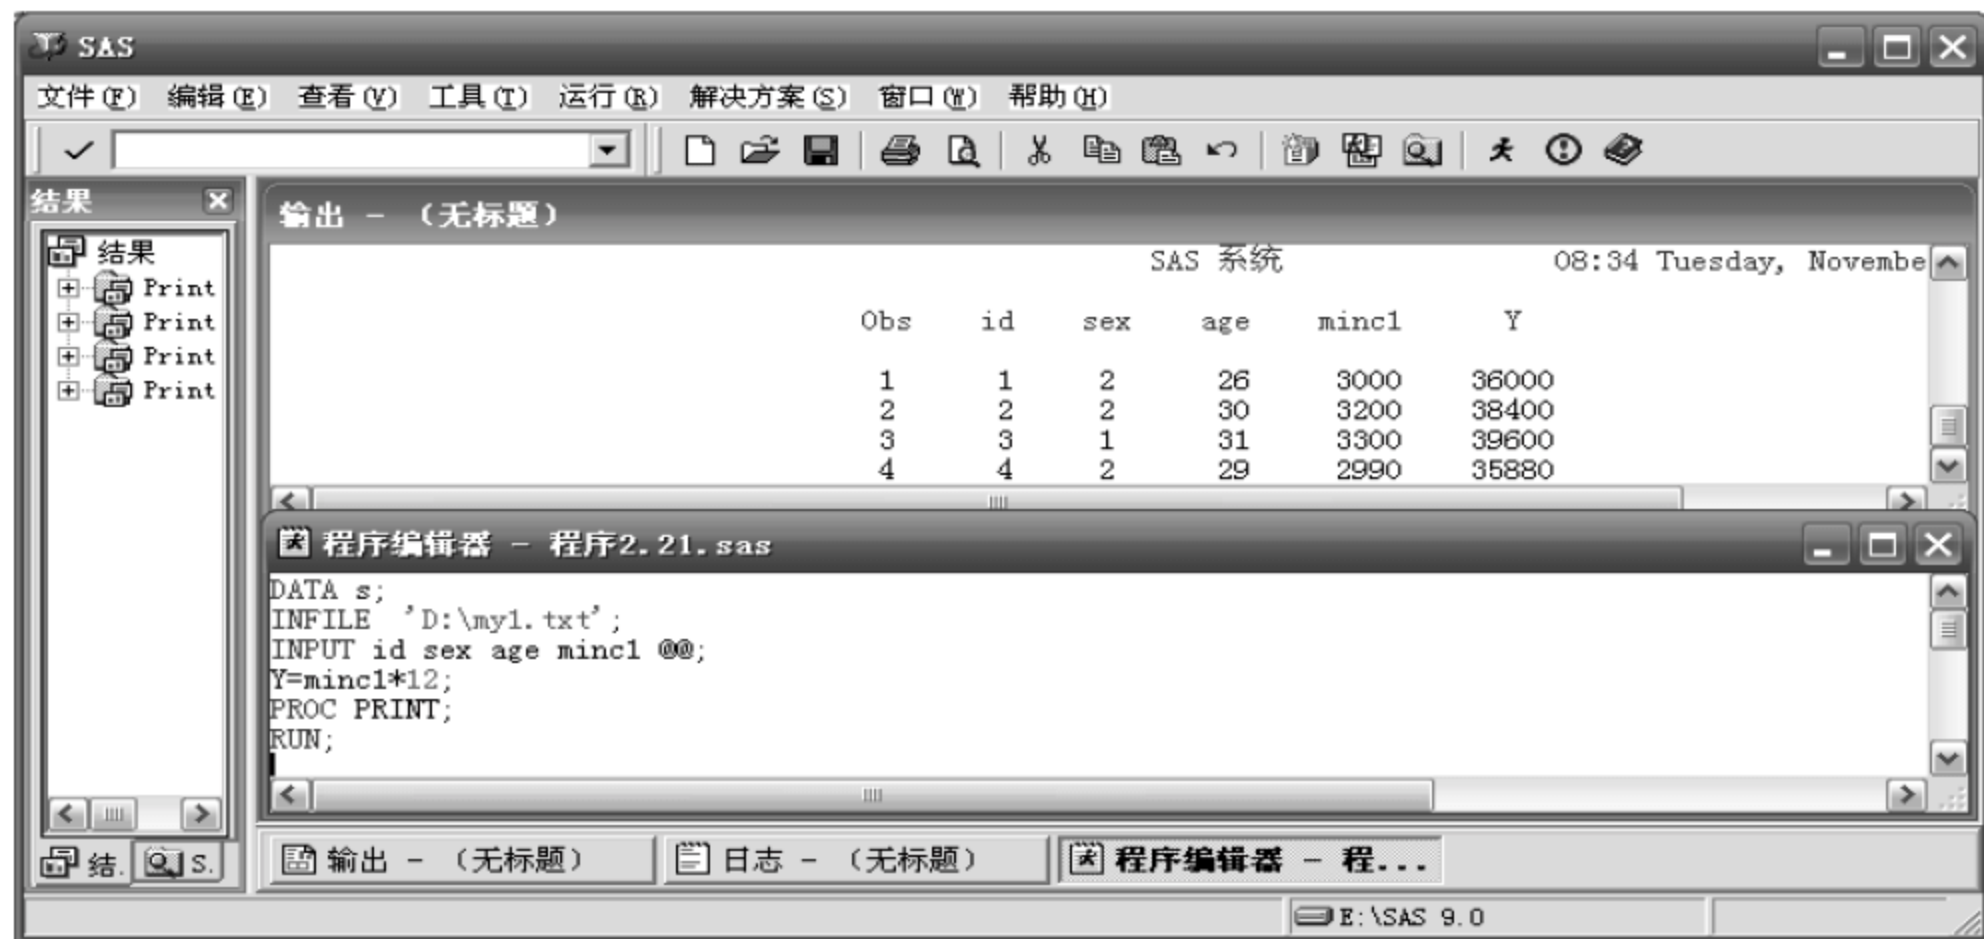 SAS
文件(F) 编辑(E) 查看(V) 工具(T) 运行(R) 解决方案(S) 窗口(W) 帮助(H)
结果
结果
Print
Print
Print
Print
输出 - （无标题）
SAS 系统 08:34 Tuesday, Novembe
Obs id sex age minc1 Y
1 1 2 26 3000 36000
2 2 2 30 3200 38400
3 3 1 31 3300 39600
4 4 2 29 2990 35880
程序编辑器 - 程序2.21.sas
DATA s;
INFILE 'D:\my1.txt';
INPUT id sex age minc1 @@;
Y=minc1*12;
PROC PRINT;
RUN;
结. S.
输出 - （无标题） 日志 - （无标题） 程序编辑器 - 程...
E:\SAS 9.0